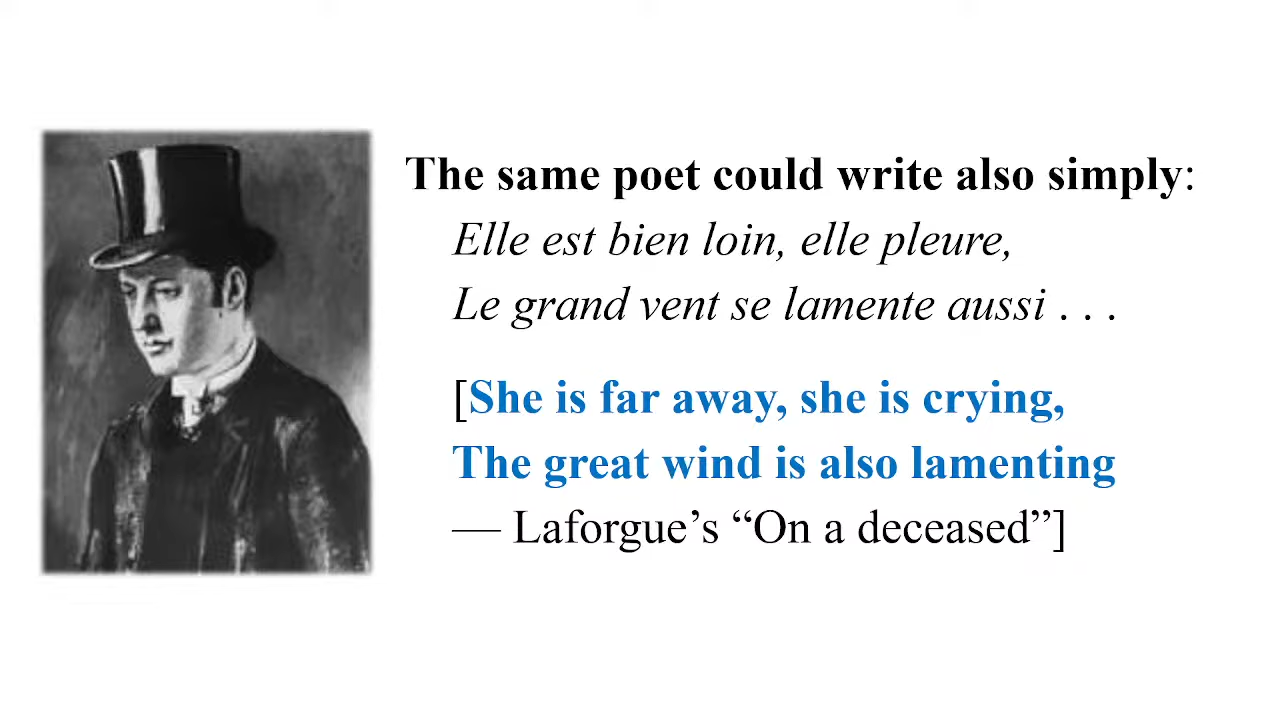 The same poet could write also simply:
Elle est bien loin, elle pleure,
Le grand vent se lamente aussi . . .
[She is far away, she is crying,
The great wind is also lamenting
— Laforgue’s “On a deceased”]